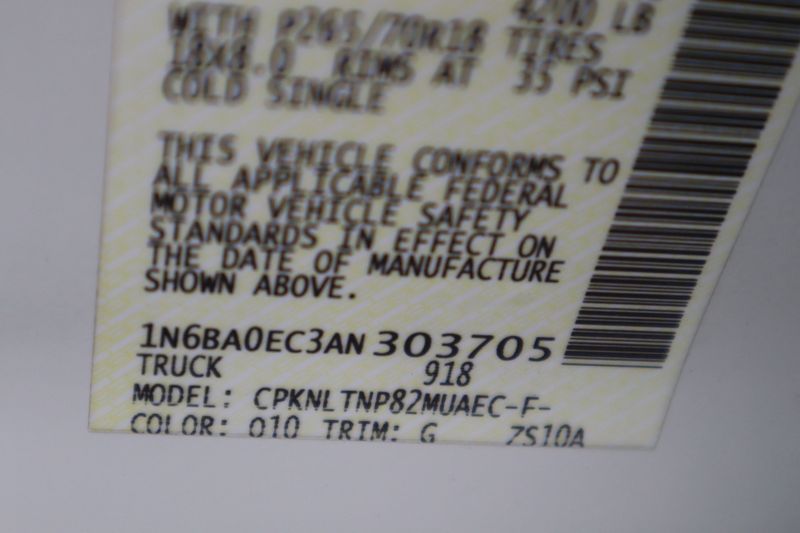 4200 LB
WITH P265/70R18 TIRES
18X8.0 RIMS AT 35 PSI
COLD SINGLE
THIS VEHICLE CONFORMS TO
ALL APPLICABLE FEDERAL
MOTOR VEHICLE SAFETY
STANDARDS IN EFFECT ON
THE DATE OF MANUFACTURE
SHOWN ABOVE.
1N6BA0EC3AN303705
TRUCK 918
MODEL: CPKNLTNP82MUAEC-F-
COLOR: 010 TRIM: G ZS10A